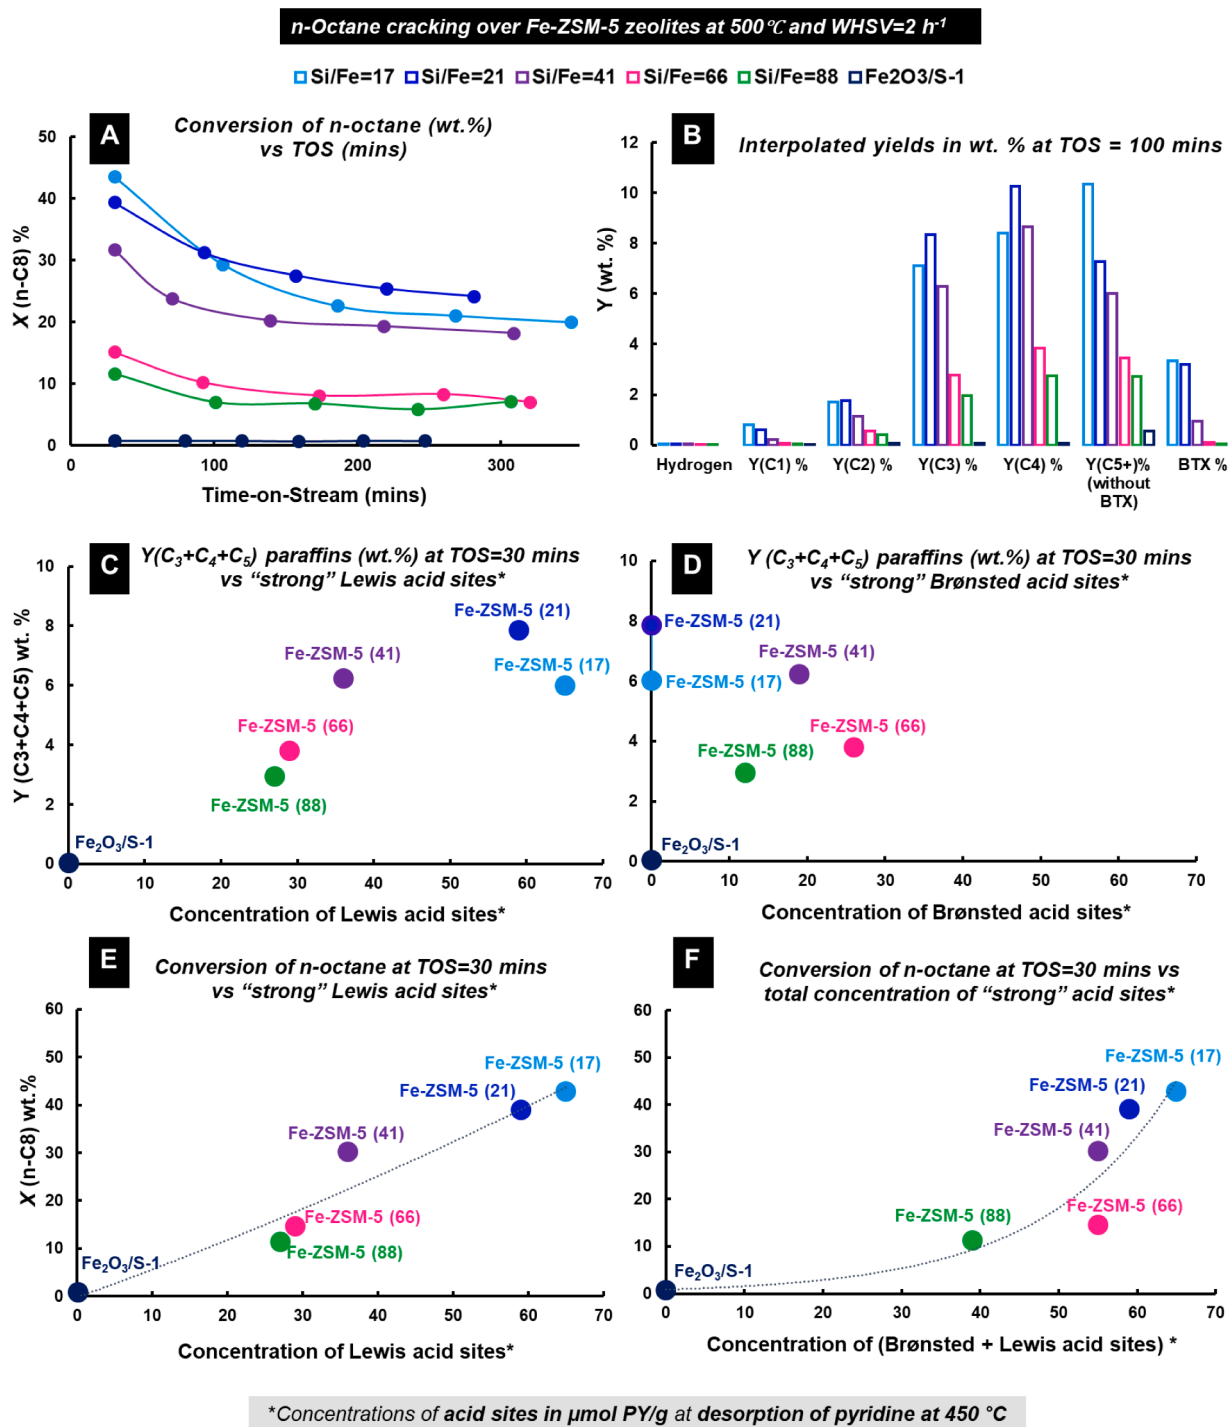 n-Octane cracking over Fe-ZSM-5 zeolites at 500℃ and WHSV=2 h⁻¹
Si/Fe=17 Si/Fe=21 Si/Fe=41 Si/Fe=66 Si/Fe=88 Fe2O3/S-1
A
Conversion of n-octane (wt.%)
vs TOS (mins)
X (n-C8) %
50
40
30
20
10
0
0 100 200 300
Time-on-Stream (mins)
B
Interpolated yields in wt. % at TOS = 100 mins
Y (wt. %)
12
10
8
6
4
2
0
Hydrogen Y(C1) % Y(C2) % Y(C3) % Y(C4) % Y(C5+)% BTX %
(without
BTX)
C
Y(C₃+C₄+C₅) paraffins (wt.%) at TOS=30 mins
vs “strong” Lewis acid sites*
Y (C3+C4+C5) wt. %
10
8
6
4
2
0
Fe-ZSM-5 (21)
Fe-ZSM-5 (41)
Fe-ZSM-5 (17)
Fe-ZSM-5 (66)
Fe-ZSM-5 (88)
Fe₂O₃/S-1
0 10 20 30 40 50 60 70
Concentration of Lewis acid sites*
D
Y (C₃+C₄+C₅) paraffins (wt.%) at TOS=30 mins
vs “strong” Brønsted acid sites*
10
8
6
4
2
0
Fe-ZSM-5 (21)
Fe-ZSM-5 (41)
Fe-ZSM-5 (17)
Fe-ZSM-5 (66)
Fe-ZSM-5 (88)
Fe₂O₃/S-1
0 10 20 30 40 50 60 70
Concentration of Brønsted acid sites*
E
Conversion of n-octane at TOS=30 mins
vs “strong” Lewis acid sites*
X (n-C8) wt.%
60
50
40
30
20
10
0
Fe-ZSM-5 (17)
Fe-ZSM-5 (21)
Fe-ZSM-5 (41)
Fe-ZSM-5 (66)
Fe-ZSM-5 (88)
Fe₂O₃/S-1
0 10 20 30 40 50 60 70
Concentration of Lewis acid sites*
F
Conversion of n-octane at TOS=30 mins vs
total concentration of “strong” acid sites*
60
50
40
30
20
10
0
Fe-ZSM-5 (17)
Fe-ZSM-5 (21)
Fe-ZSM-5 (41)
Fe-ZSM-5 (66)
Fe-ZSM-5 (88)
Fe₂O₃/S-1
0 10 20 30 40 50 60 70
Concentration of (Brønsted + Lewis acid sites) *
*Concentrations of acid sites in μmol PY/g at desorption of pyridine at 450 °C